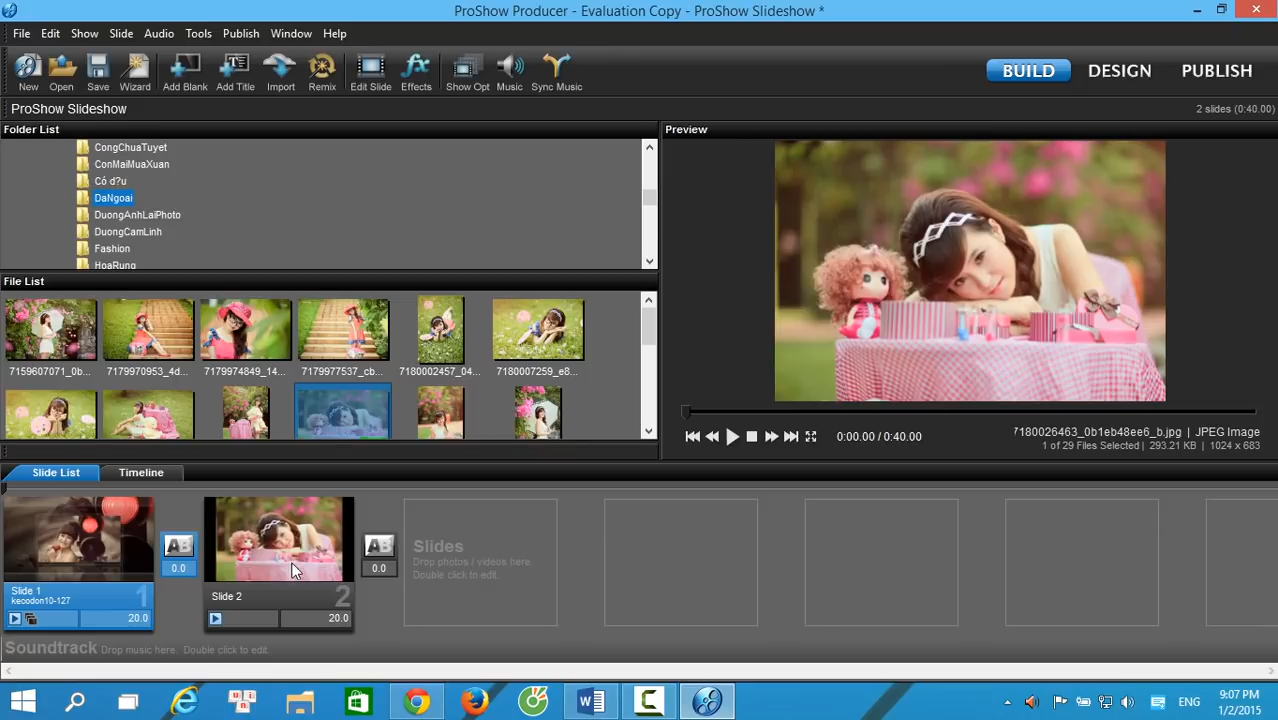 ProShow Producer - Evaluation Copy - ProShow Slideshow *
File Edit Show Slide Audio Tools Publish Window Help
New Open Save Wizard Add Blank Add Title Import Remix Edit Slide Effects Show Opt Music Sync Music
BUILD DESIGN PUBLISH
ProShow Slideshow
2 slides (0:40.00)
Folder List
CongChuaTuyet
ConMaiMuaXuan
Có d?u
DaNgoai
DuongAnhLaiPhoto
DuongCamLinh
Fashion
HoaRung
File List
7159607071_0b...
7179970953_4d...
7179974849_14...
7179977537_cb...
7180002457_04...
7180007259_e8...
Preview
0:00.00 / 0:40.00
7180026463_0b1eb48ee6_b.jpg | JPEG Image
1 of 29 Files Selected | 293.21 KB | 1024 x 683
Slide List Timeline
AB
0.0
Slide 1
kecodon10-127
1
20.0
AB
0.0
Slide 2
2
20.0
Slides
Drop photos / videos here.
Double click to edit.
Soundtrack Drop music here. Double click to edit.
ENG
9:07 PM
1/2/2015